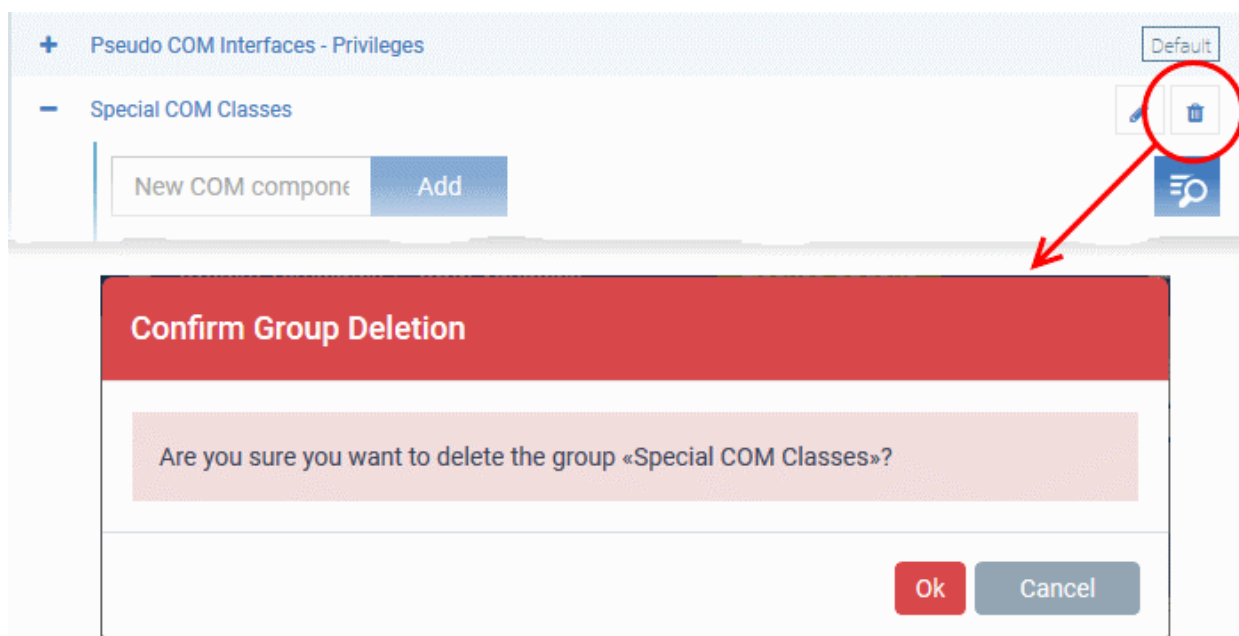 Pseudo COM Interfaces - Privileges
Default
Special COM Classes
New COM compone
Add
Confirm Group Deletion
Are you sure you want to delete the group «Special COM Classes»?
Ok
Cancel